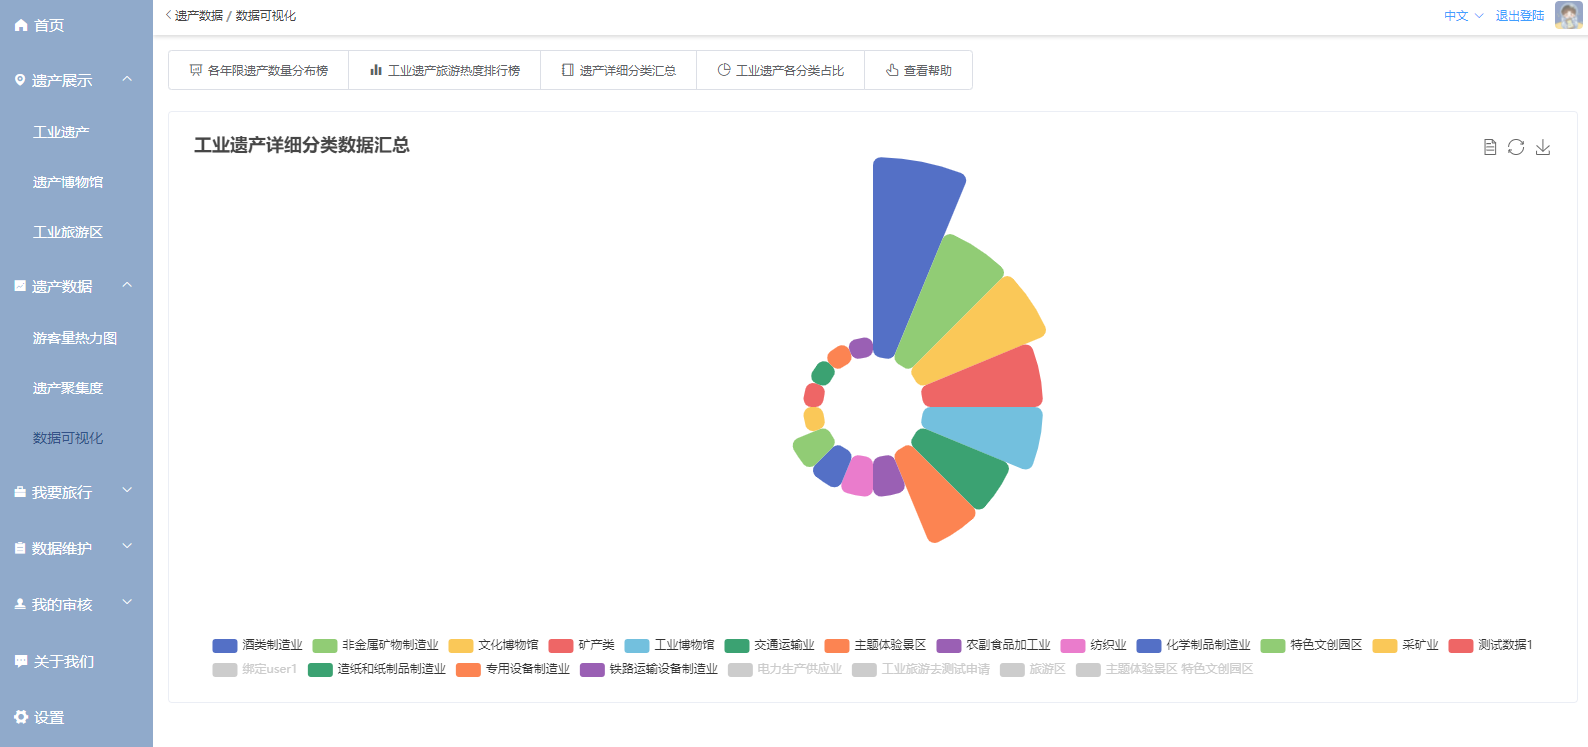 首页
遗产展示
工业遗产
遗产博物馆
工业旅游区
遗产数据
游客量热力图
遗产聚集度
数据可视化
我要旅行
数据维护
我的审核
关于我们
设置
遗产数据 / 数据可视化
中文 退出登陆
各年限遗产数量分布榜 工业遗产旅游热度排行榜 遗产详细分类汇总 工业遗产各分类占比 查看帮助
工业遗产详细分类数据汇总
酒类制造业 非金属矿物制造业 文化博物馆 矿产类 工业博物馆 交通运输业 主题体验景区 农副食品加工业 纺织业 化学制品制造业 特色文创园区 采矿业 测试数据1
绑定user1 造纸和纸制品制造业 专用设备制造业 铁路运输设备制造业 电力生产供应业 工业旅游去测试申请 旅游区 主题体验景区 特色文创园区